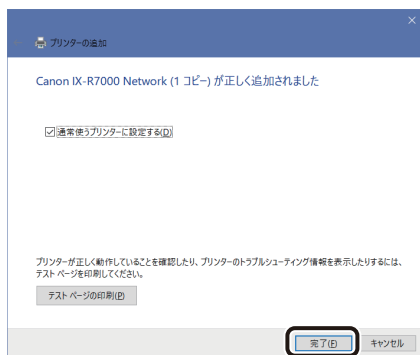 プリンターの追加
Canon IX-R7000 Network (1 コピー) が正しく追加されました
通常使うプリンターに設定する(D)
プリンターが正しく動作していることを確認したり、プリンターのトラブルシューティング情報を表示したりするには、
テスト ページを印刷してください。
テスト ページの印刷(P)
完了(F) キャンセル